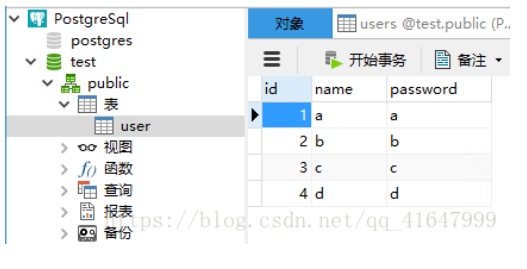 PostgreSql
postgres
test
public
表
user
视图
f() 函数
查询
报表
备份
对象
users @test.public (P...
开始事务
备注
id name password
1 a a
2 b b
3 c c
4 d d
https://blog.csdn.net/qq_41647999